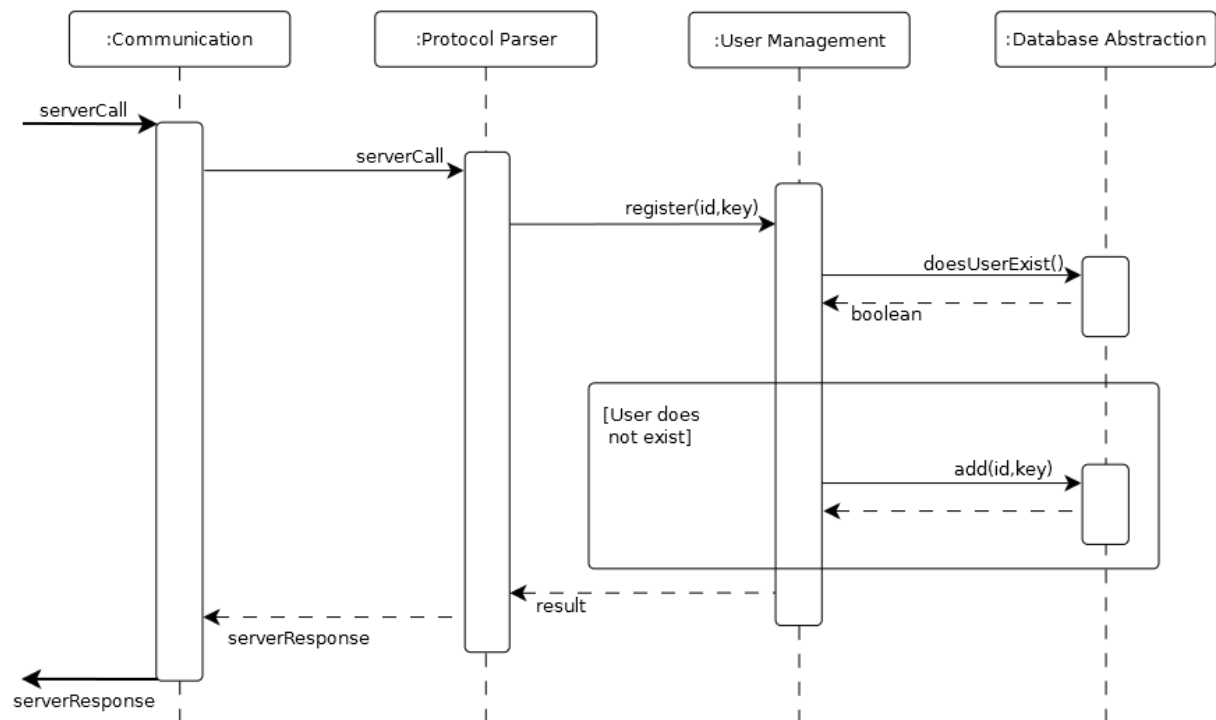 :Communication
:Protocol Parser
:User Management
:Database Abstraction
serverCall
serverCall
register(id,key)
doesUserExist()
boolean
[User does
not exist]
add(id,key)
result
serverResponse
serverResponse